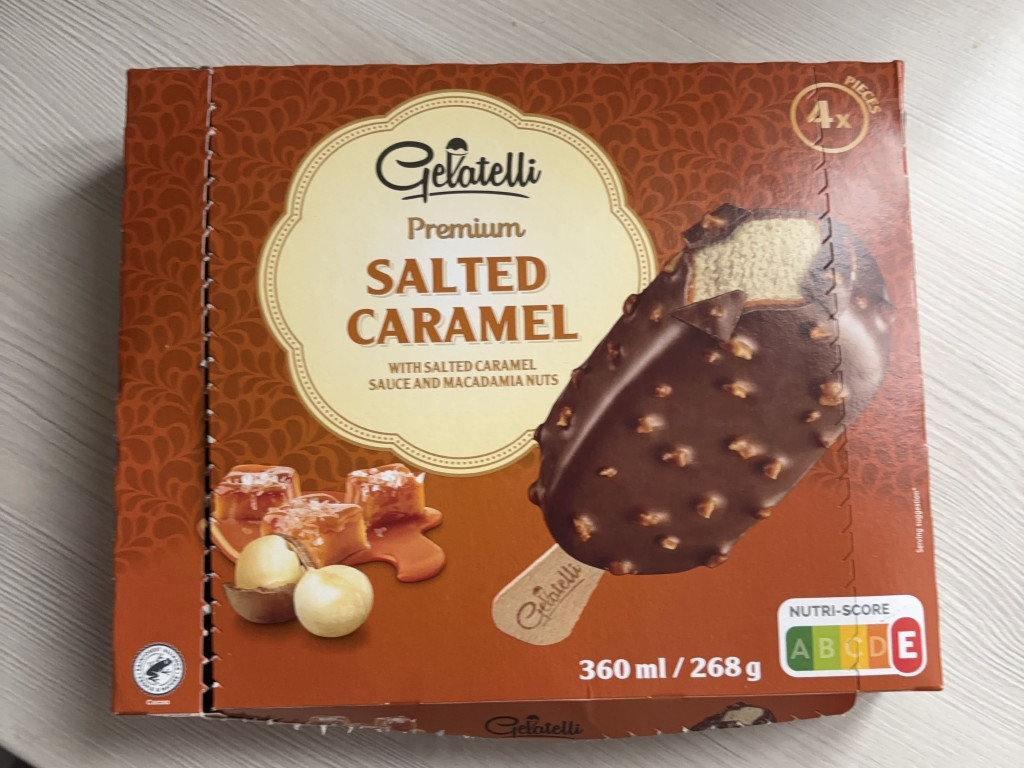 4x
PIECES
Gelatelli
Premium
SALTED
CARAMEL
WITH SALTED CARAMEL
SAUCE AND MACADAMIA NUTS
Serving suggestion*
Gelatelli
NUTRI-SCORE
A B C D E
360 ml / 268 g
Cocoa
Gelatelli